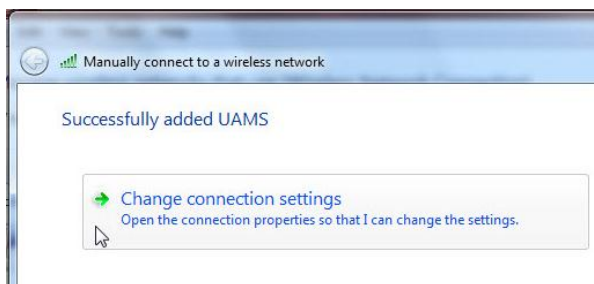 Manually connect to a wireless network
Successfully added UAMS
Change connection settings
Open the connection properties so that I can change the settings.